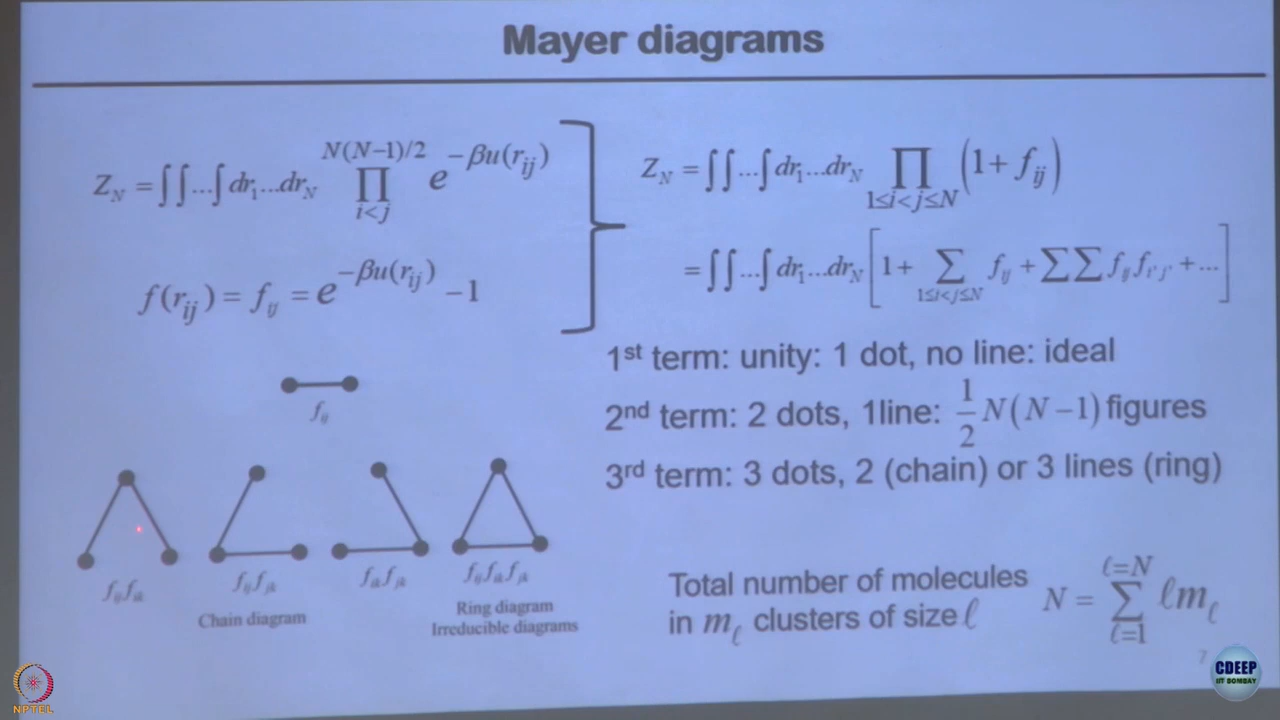 Mayer diagrams
Z_N = ∫∫...∫ dr_1...dr_N ∏_{i<j}^{N(N−1)/2} e^{−βu(r_ij)}
f(r_ij) = f_ij = e^{−βu(r_ij)} −1
Z_N = ∫∫...∫ dr_1...dr_N ∏_{1≤i<j≤N} (1+ f_ij)
= ∫∫...∫ dr_1...dr_N [1+ ∑_{1≤i<j≤N} f_ij + ∑∑ f_ij f_i'j' +...]
1st term: unity: 1 dot, no line: ideal
2nd term: 2 dots, 1line: 1/2 N(N−1) figures
3rd term: 3 dots, 2 (chain) or 3 lines (ring)
f_ij
f_ij f_ik
f_ij f_jk
f_ik f_jk
f_ij f_ik f_jk
Chain diagram
Ring diagram
Irreducible diagrams
Total number of molecules
in m_ℓ clusters of size ℓ
N = ∑_{ℓ=1}^{ℓ=N} ℓm_ℓ
7
NPTEL
CDEEP
IIT BOMBAY